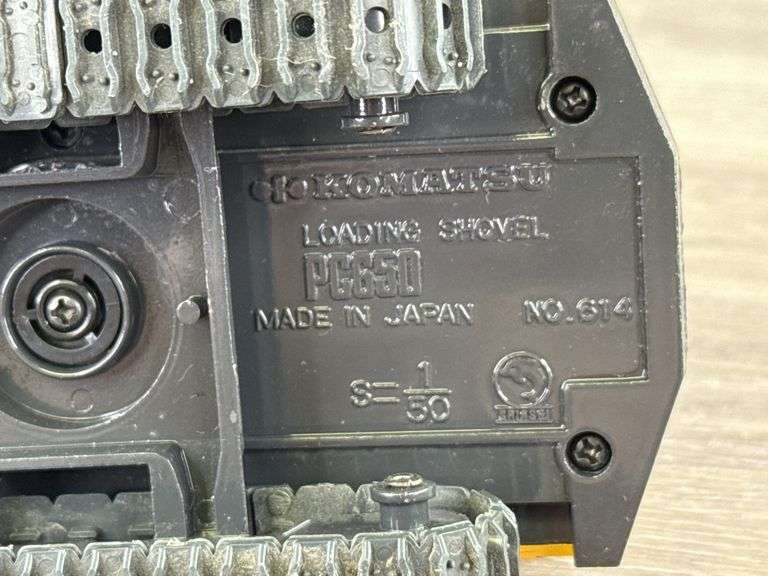 KOMATSU
LOADING SHOVEL
PC650
MADE IN JAPAN NO.614
S=1/50